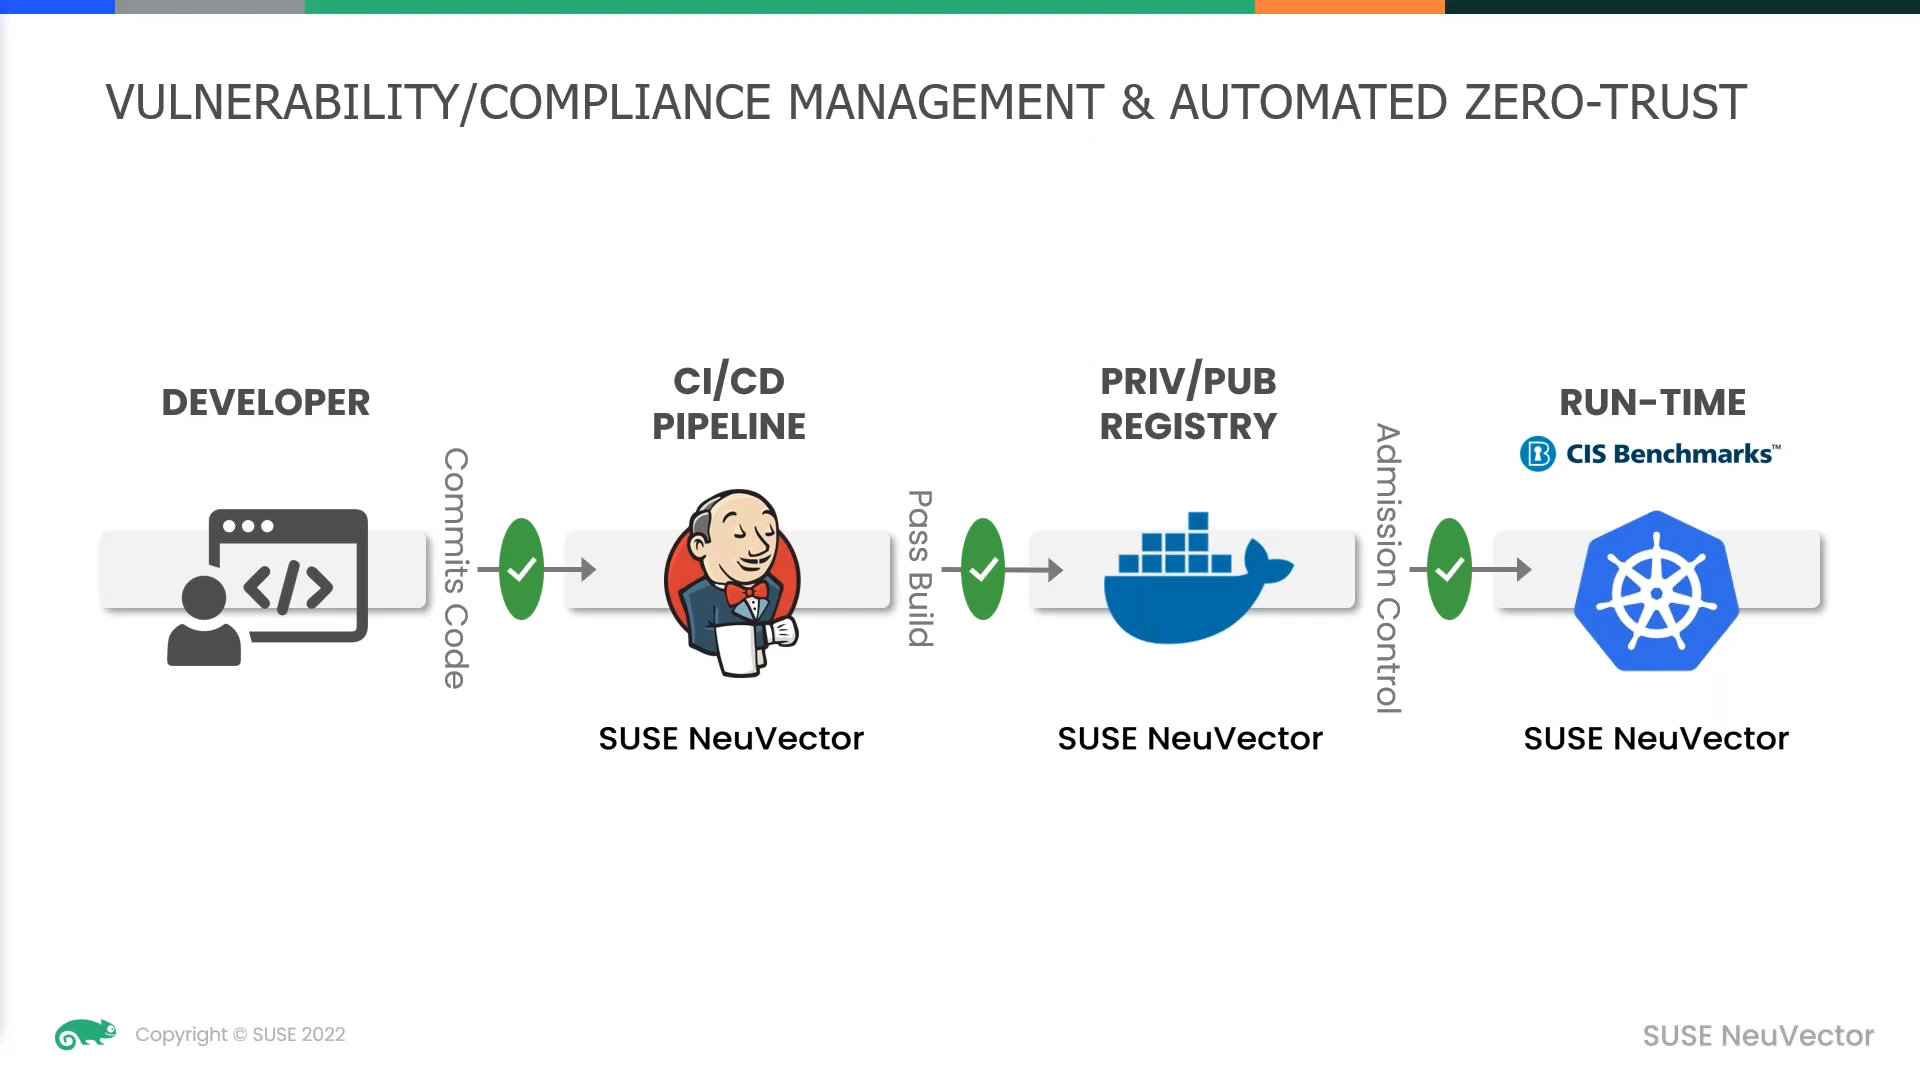 VULNERABILITY/COMPLIANCE MANAGEMENT & AUTOMATED ZERO-TRUST
DEVELOPER
Commits Code
CI/CD
PIPELINE
SUSE NeuVector
Pass Build
PRIV/PUB
REGISTRY
SUSE NeuVector
Admission Control
RUN-TIME
CIS Benchmarks™
</>
SUSE NeuVector
Copyright © SUSE 2022
SUSE NeuVector